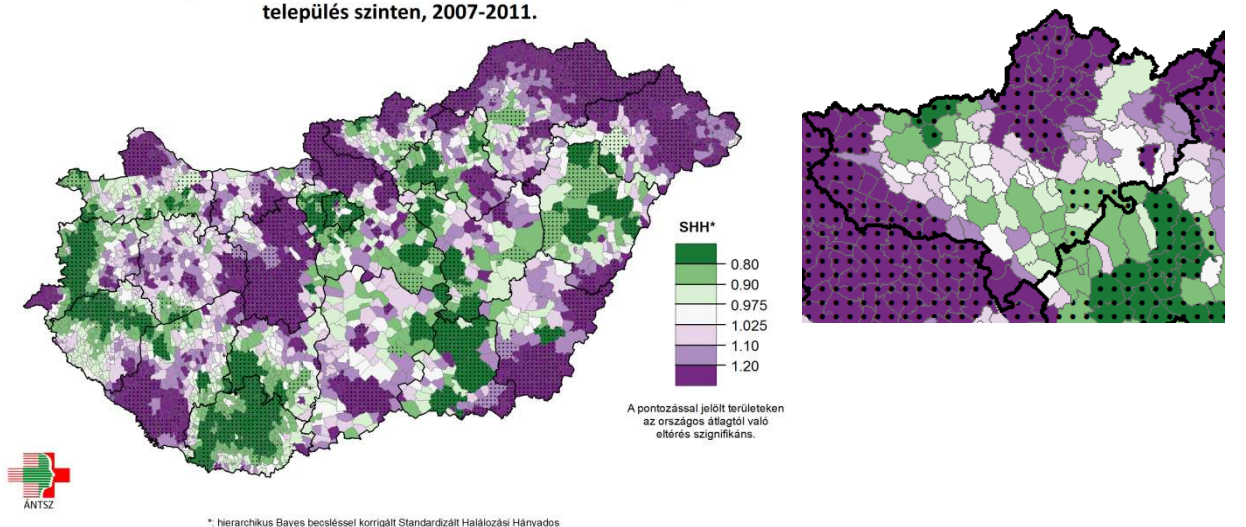 település szinten, 2007-2011.
SHH*
0.80
0.90
0.975
1.025
1.10
1.20
A pontozással jelölt területeken
az országos átlagtól való
eltérés szignifikáns.
ÁNTSZ
*: hierarchikus Bayes becsléssel korrigált Standardizált Halálozási Hányados